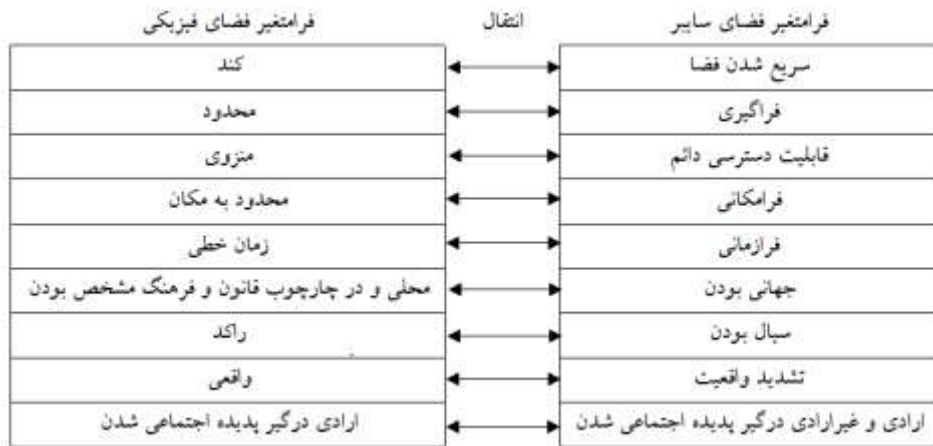 فرامتغیر فضای سایبر انتقال فرامتغیر فضای فیزیکی
سریع شدن فضا کند
فراگیری محدود
قابلیت دسترسی دائم منزوی
فرامکانی محدود به مکان
فرازمانی زمان خطی
جهانی بودن محلی و در چارچوب قانون و فرهنگ مشخص بودن
سیال بودن راکد
تشدید واقعیت واقعی
ارادی و غیرارادی درگیر پدیده اجتماعی شدن ارادی درگیر پدیده اجتماعی شدن